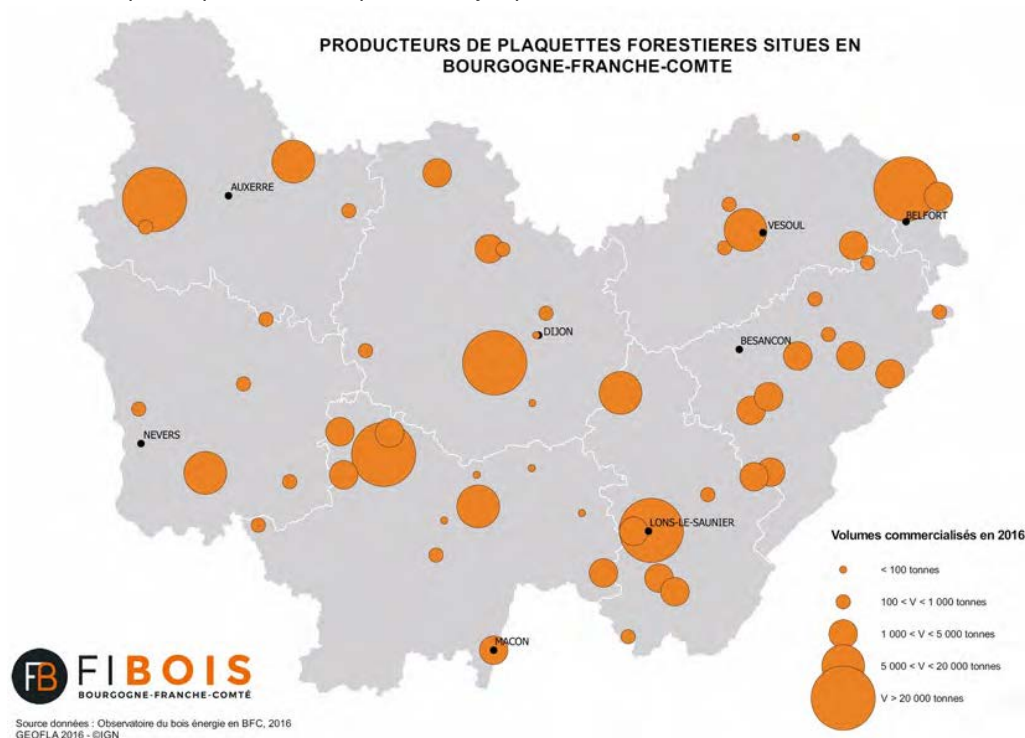 PRODUCTEURS DE PLAQUETTES FORESTIERES SITUES EN
BOURGOGNE-FRANCHE-COMTE
AUXERRE
VESOUL
BELFORT
DIJON
BESANCON
NEVERS
LONS-LE-SAUNIER
MACON
Volumes commercialisés en 2016
< 100 tonnes
100 < V < 1 000 tonnes
1 000 < V < 5 000 tonnes
5 000 < V < 20 000 tonnes
V > 20 000 tonnes
FB
FIBOIS
BOURGOGNE-FRANCHE-COMTÉ
Source données : Observatoire du bois énergie en BFC, 2016
GEOFLA 2016 - ©IGN